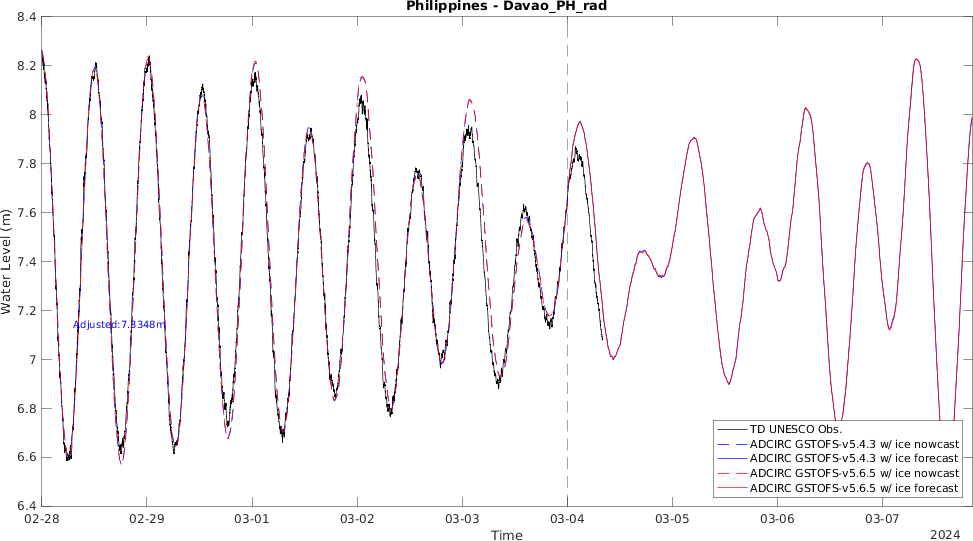 Philippines - Davao_PH_rad
8.4
8.2
8
7.8
7.6
7.4
7.2
7
6.8
6.6
6.4
Water Level (m)
Adjusted:7.3348m
TD UNESCO Obs.
ADCIRC GSTOFS-v5.4.3 w/ ice nowcast
ADCIRC GSTOFS-v5.4.3 w/ ice forecast
ADCIRC GSTOFS-v5.6.5 w/ ice nowcast
ADCIRC GSTOFS-v5.6.5 w/ ice forecast
02-28 02-29 03-01 03-02 03-03 03-04 03-05 03-06 03-07
Time
2024